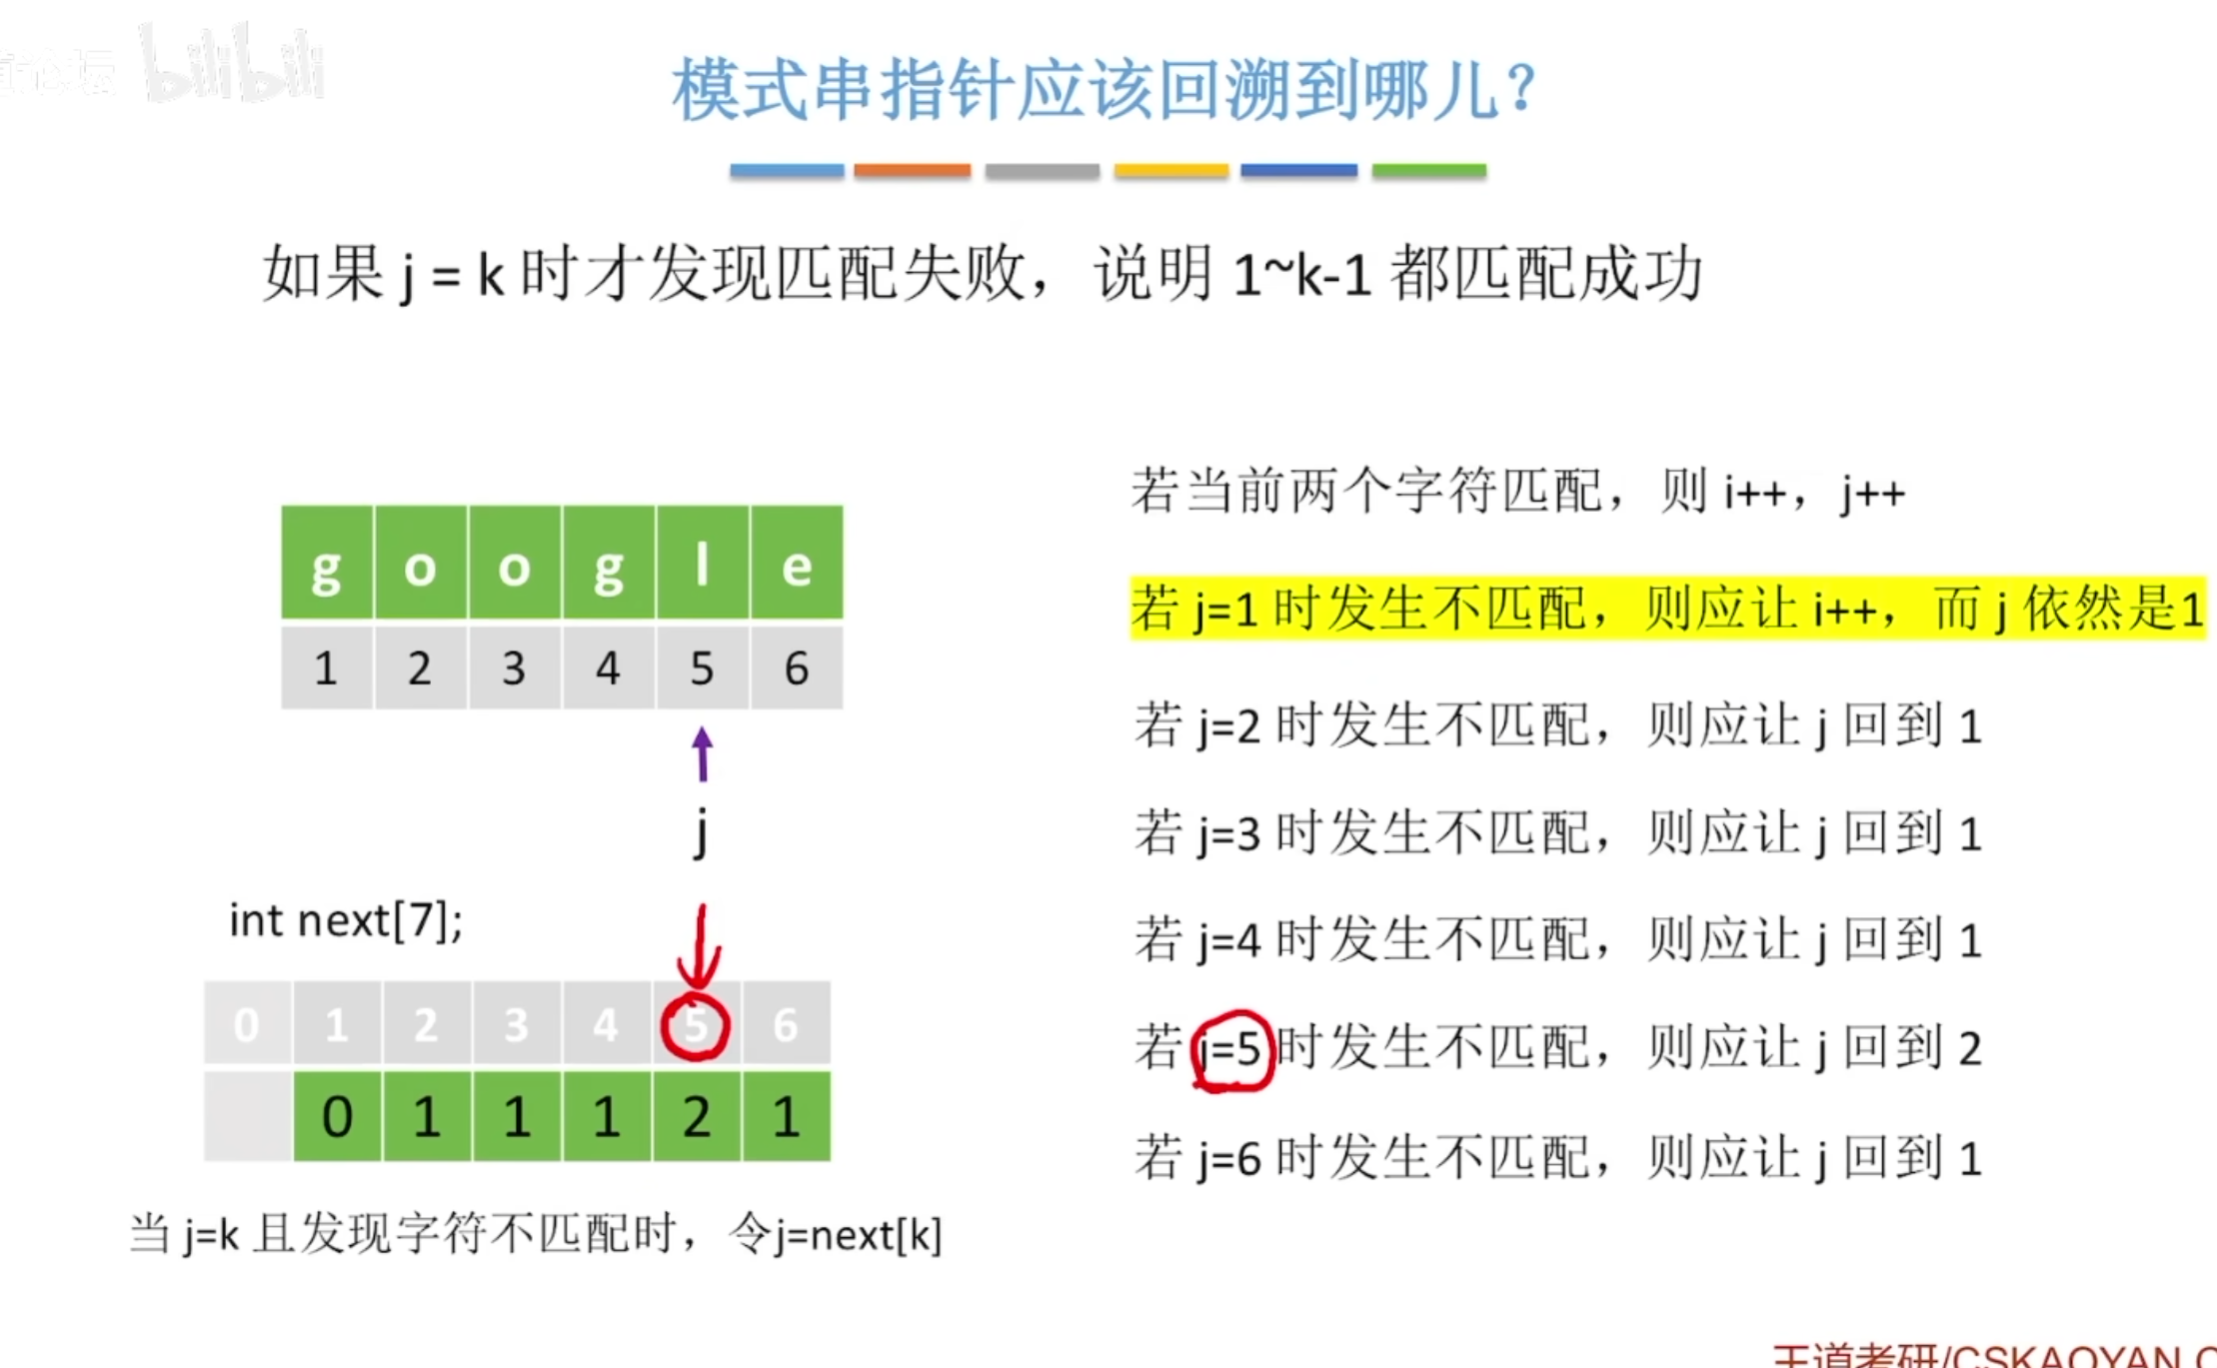 论坛 bilibili
模式串指针应该回溯到哪儿？
如果 j = k 时才发现匹配失败，说明 1~k-1 都匹配成功
g o o g l e
1 2 3 4 5 6
j
int next[7];
0 1 2 3 4 5 6
0 1 1 1 2 1
当 j=k 且发现字符不匹配时，令j=next[k]
若当前两个字符匹配，则 i++，j++
若 j=1 时发生不匹配，则应让 i++，而 j 依然是1
若 j=2 时发生不匹配，则应让 j 回到 1
若 j=3 时发生不匹配，则应让 j 回到 1
若 j=4 时发生不匹配，则应让 j 回到 1
若 j=5 时发生不匹配，则应让 j 回到 2
若 j=6 时发生不匹配，则应让 j 回到 1
王道考研/CSKAOYAN.C